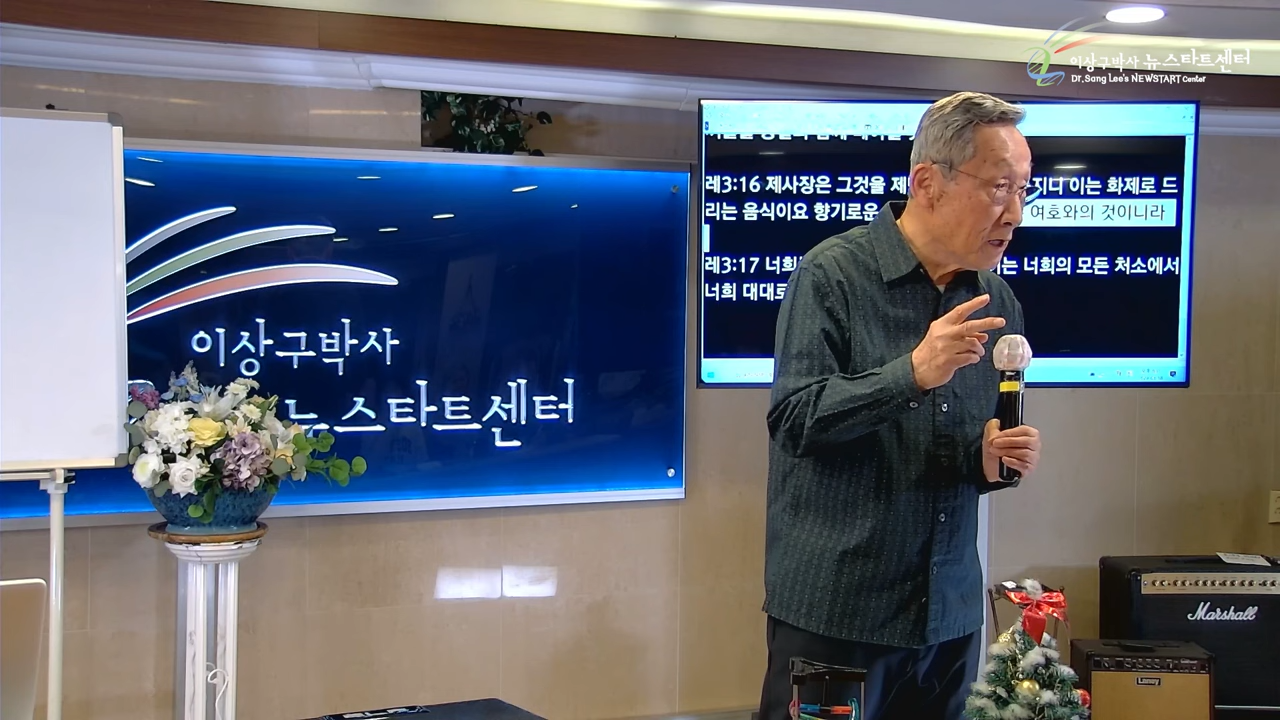 이상구박사 뉴스타트센터
Dr. Sang Lee's NEWSTART Center
레3:16 제사장은 그것을 지니 이는 화제로 드
리는 음식이요 향기로운 여호와의 것이니라
레3:17 너희 는 너희의 모든 처소에서
너희 대대로
이상구박사
뉴스타트센터
Marshall
Laney